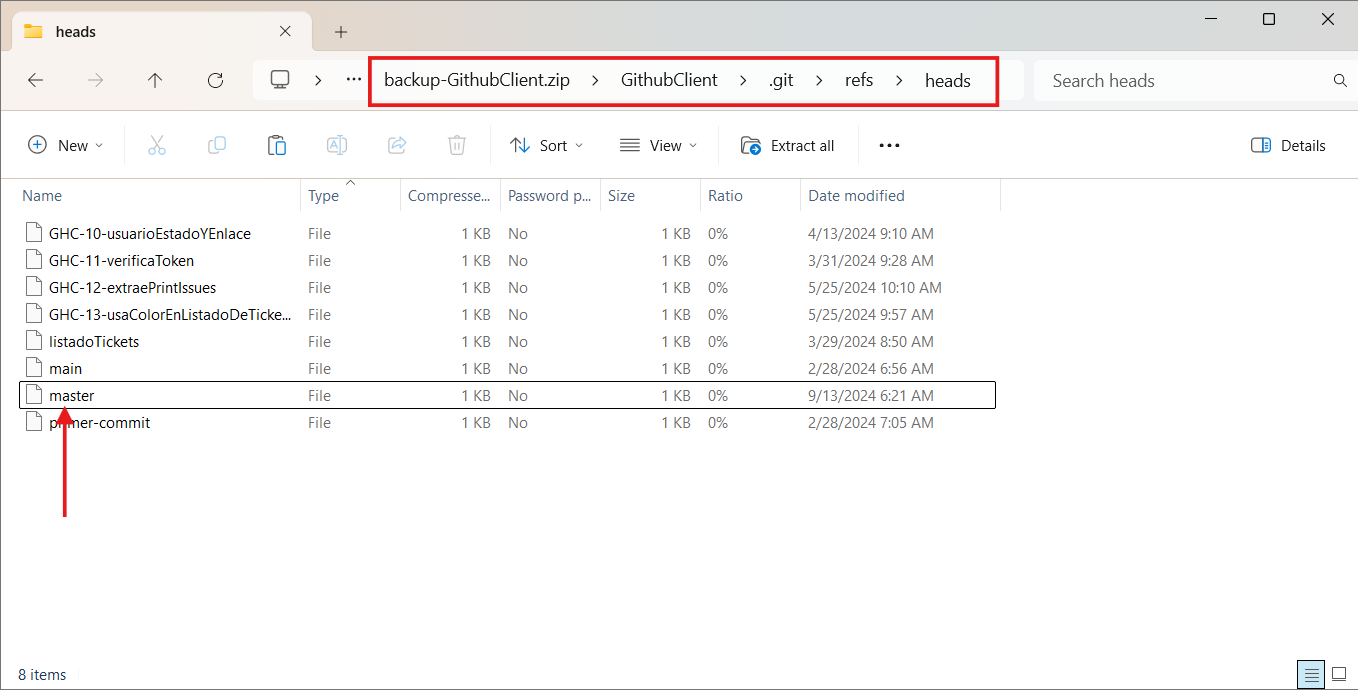 heads
backup-GithubClient.zip > GithubClient > .git > refs > heads
Search heads
New
Sort
View
Extract all
Details
Name Type Compresse... Password p... Size Ratio Date modified
GHC-10-usuarioEstadoYEnlace File 1 KB No 1 KB 0% 4/13/2024 9:10 AM
GHC-11-verificaToken File 1 KB No 1 KB 0% 3/31/2024 9:28 AM
GHC-12-extraePrintIssues File 1 KB No 1 KB 0% 5/25/2024 10:10 AM
GHC-13-usaColorEnListadoDeTicke... File 1 KB No 1 KB 0% 5/25/2024 9:57 AM
listadoTickets File 1 KB No 1 KB 0% 3/29/2024 8:50 AM
main File 1 KB No 1 KB 0% 2/28/2024 6:56 AM
master File 1 KB No 1 KB 0% 9/13/2024 6:21 AM
primer-commit File 1 KB No 1 KB 0% 2/28/2024 7:05 AM
8 items